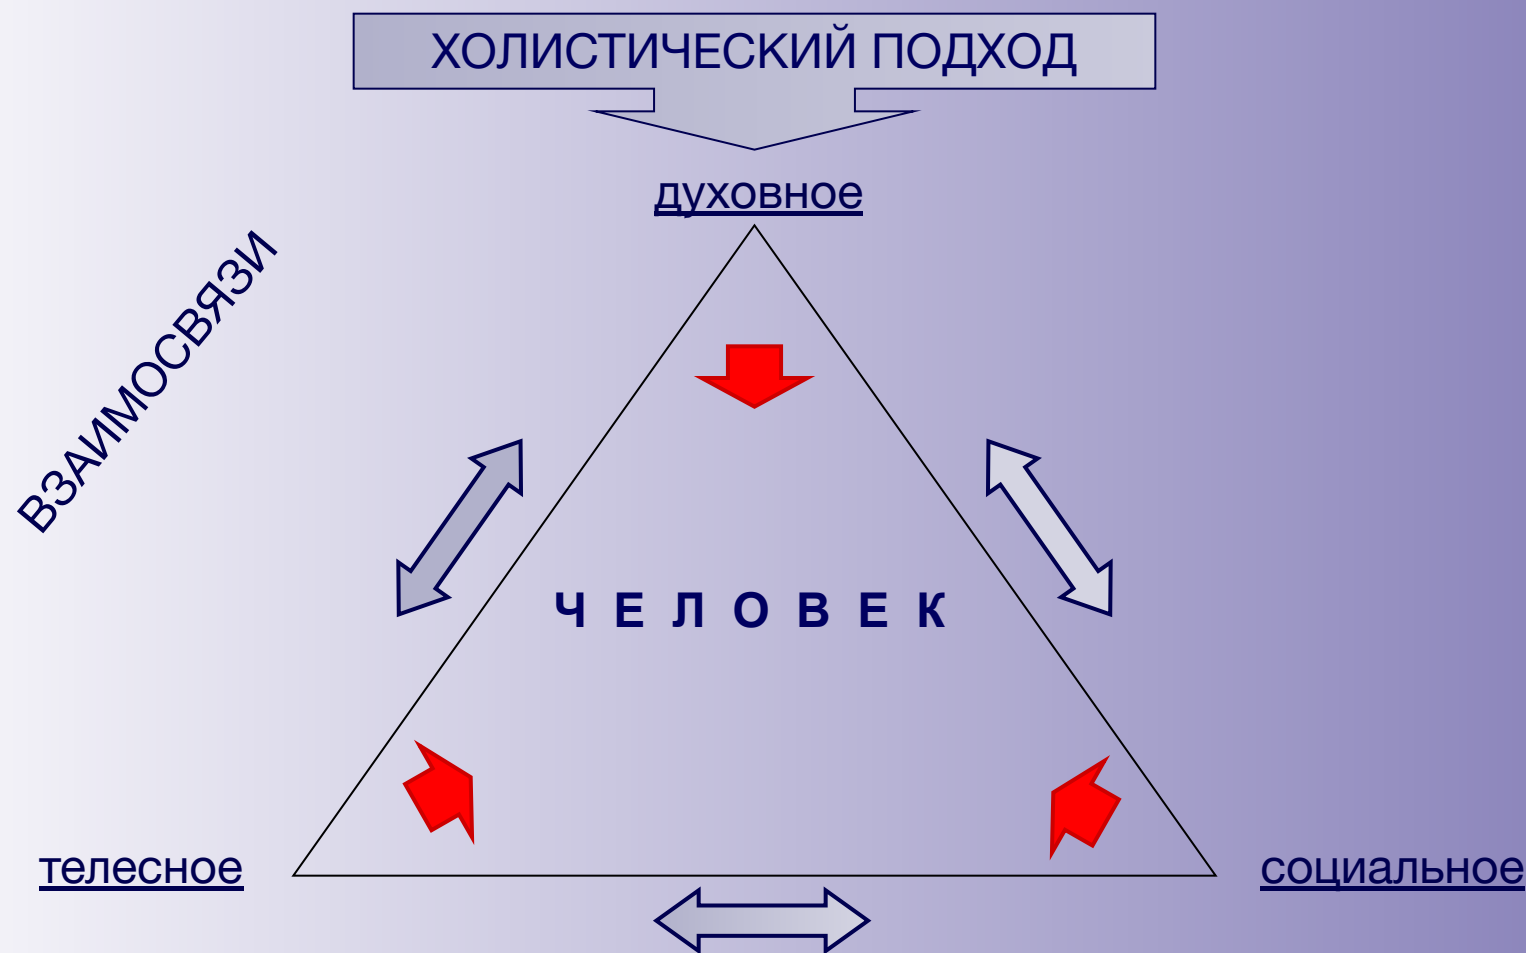 ХОЛИСТИЧЕСКИЙ ПОДХОД
духовное
ВЗАИМОСВЯЗИ
Ч Е Л О В Е К
телесное
социальное